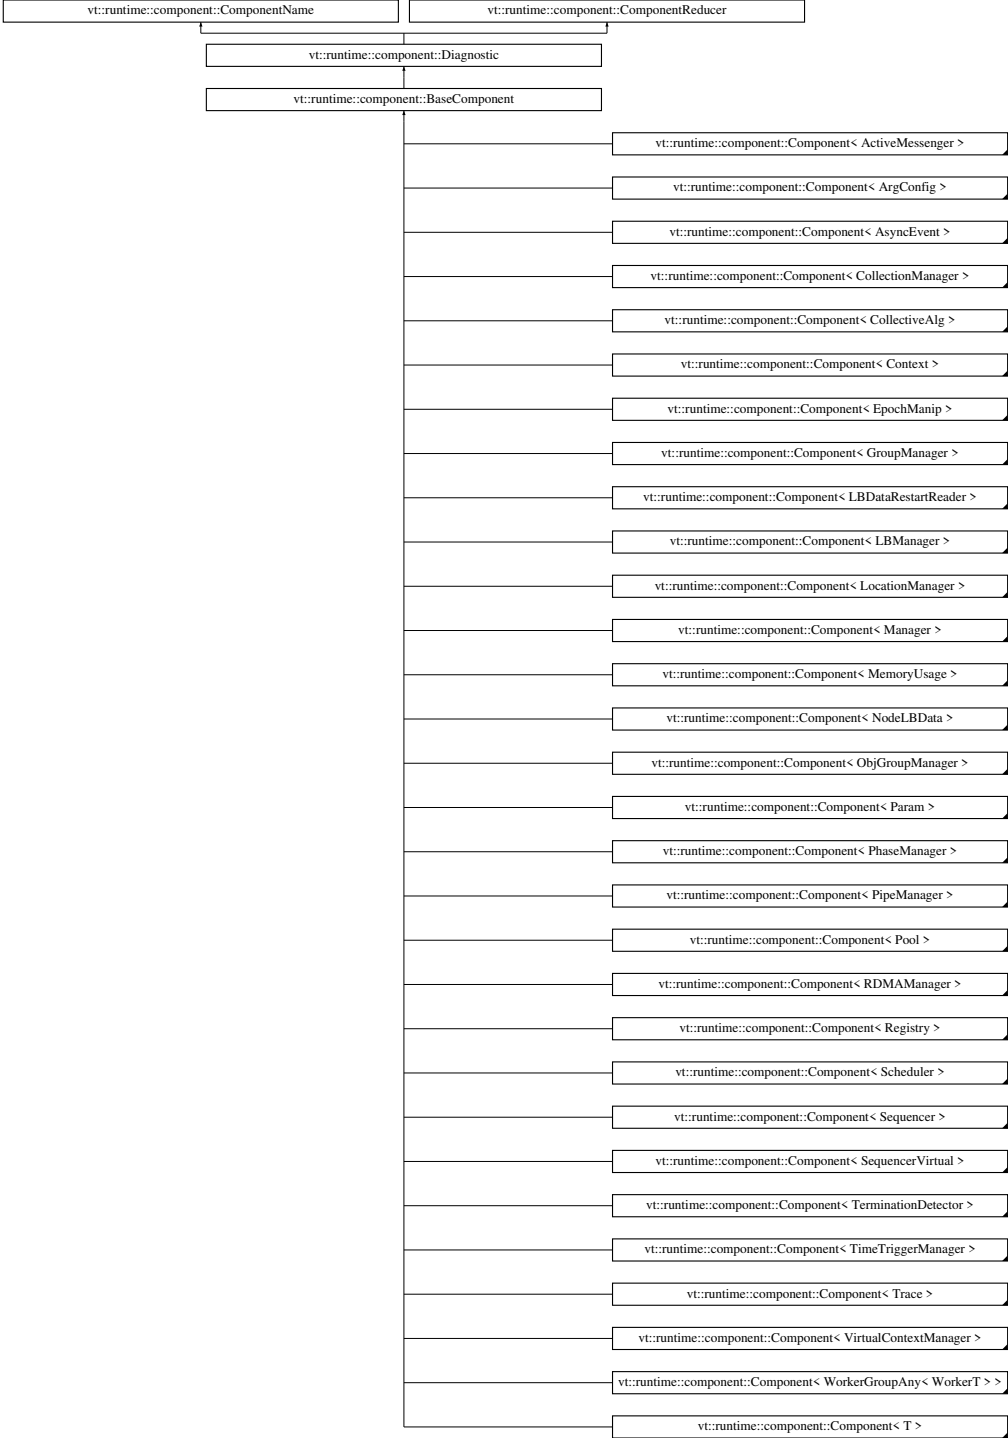 vt::runtime::component::ComponentName
vt::runtime::component::ComponentReducer
vt::runtime::component::Diagnostic
vt::runtime::component::BaseComponent
vt::runtime::component::Component< ActiveMessenger >
vt::runtime::component::Component< ArgConfig >
vt::runtime::component::Component< AsyncEvent >
vt::runtime::component::Component< CollectionManager >
vt::runtime::component::Component< CollectiveAlg >
vt::runtime::component::Component< Context >
vt::runtime::component::Component< EpochManip >
vt::runtime::component::Component< GroupManager >
vt::runtime::component::Component< LBDataRestartReader >
vt::runtime::component::Component< LBManager >
vt::runtime::component::Component< LocationManager >
vt::runtime::component::Component< Manager >
vt::runtime::component::Component< MemoryUsage >
vt::runtime::component::Component< NodeLBData >
vt::runtime::component::Component< ObjGroupManager >
vt::runtime::component::Component< Param >
vt::runtime::component::Component< PhaseManager >
vt::runtime::component::Component< PipeManager >
vt::runtime::component::Component< Pool >
vt::runtime::component::Component< RDMAManager >
vt::runtime::component::Component< Registry >
vt::runtime::component::Component< Scheduler >
vt::runtime::component::Component< Sequencer >
vt::runtime::component::Component< SequencerVirtual >
vt::runtime::component::Component< TerminationDetector >
vt::runtime::component::Component< TimeTriggerManager >
vt::runtime::component::Component< Trace >
vt::runtime::component::Component< VirtualContextManager >
vt::runtime::component::Component< WorkerGroupAny< WorkerT > >
vt::runtime::component::Component< T >